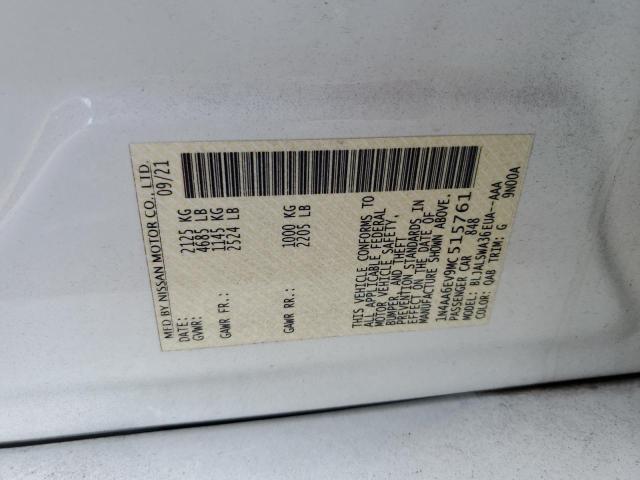 MFD BY NISSAN MOTOR CO., LTD.
DATE: 09/21
GVWR: 2125 KG
4685 LB
GAWR FR.: 1145 KG
2524 LB
GAWR RR.: 1000 KG
2205 LB
THIS VEHICLE CONFORMS TO
ALL APPLICABLE FEDERAL
MOTOR VEHICLE SAFETY,
BUMPER, AND THEFT
PREVENTION STANDARDS IN
EFFECT ON THE DATE OF
MANUFACTURE SHOWN ABOVE.
1N4AA6EV9MC515761
PASSENGER CAR 848
MODEL: BLJALSWA36EUA--AAA
COLOR: QAB TRIM: G 9N00A